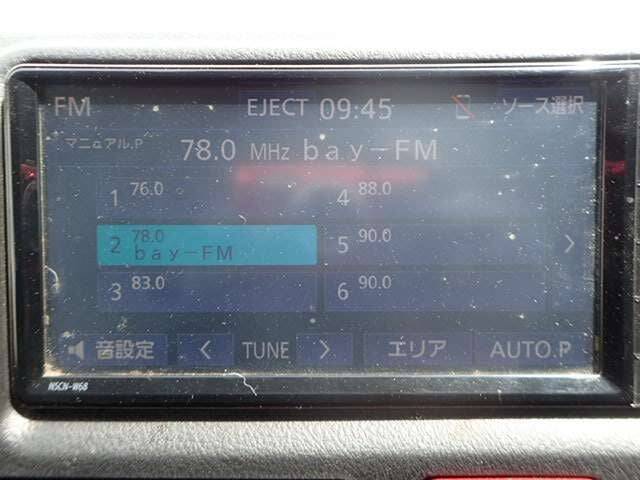 FM EJECT 09:45 ソース選択
マニュアル.P 78.0 MHz bay-FM
1 76.0
4 88.0
2 78.0 bay-FM
5 90.0 >
3 83.0
6 90.0
音設定 < TUNE > エリア AUTO.P
NSCN-W68